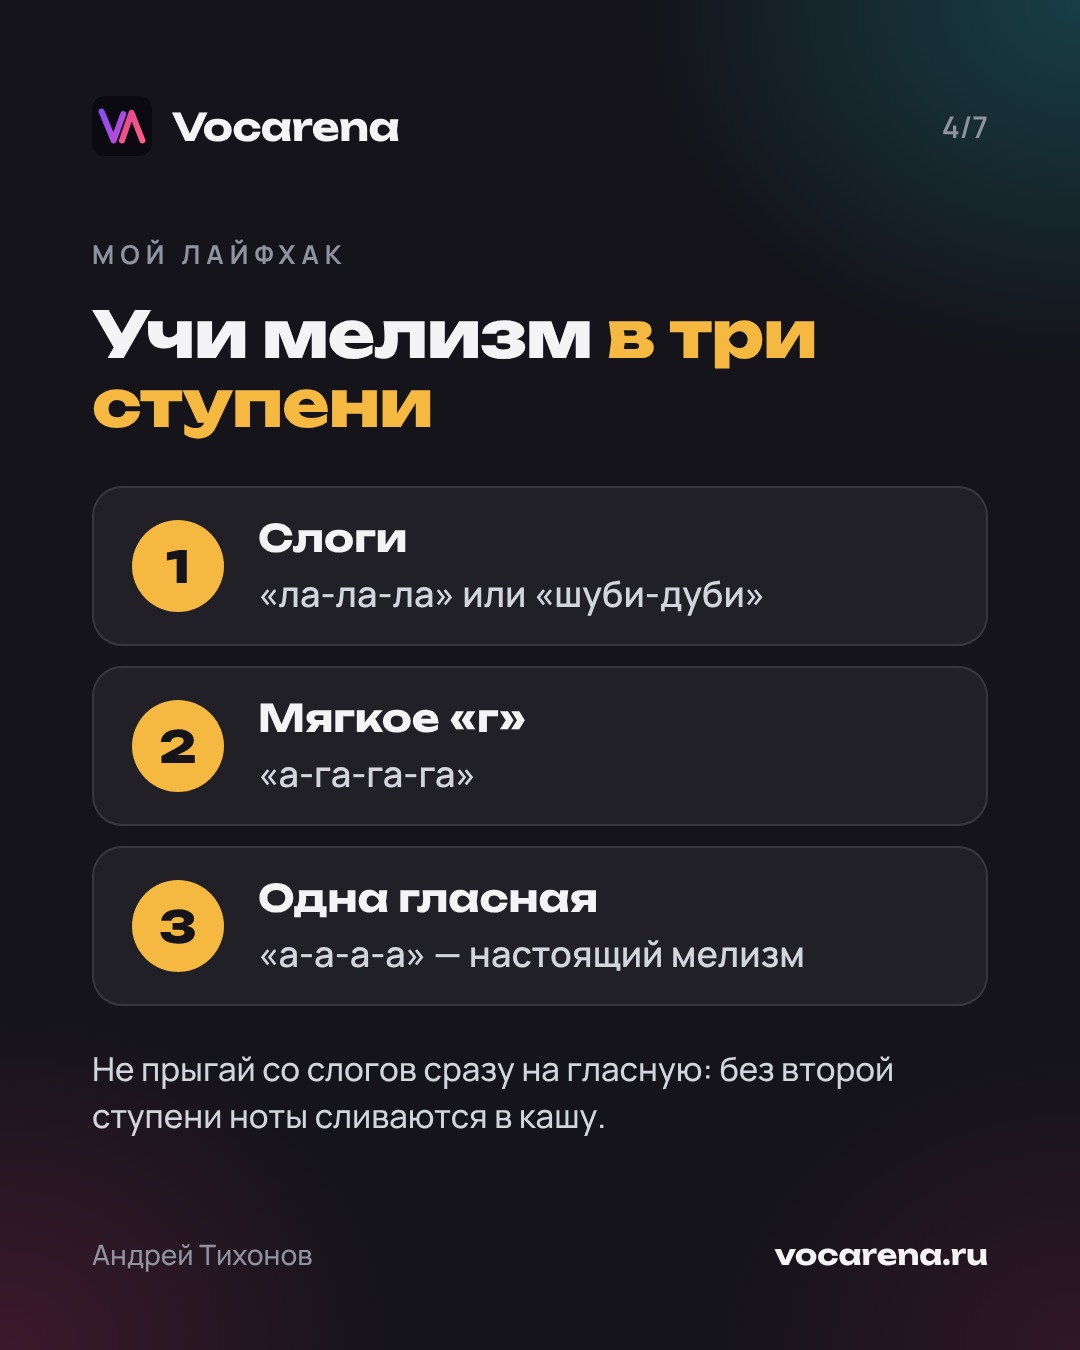 Vocarena
4/7
МОЙ ЛАЙФХАК
Учи мелизм в три
ступени
1
Слоги
«ла-ла-ла» или «шуби-дуби»
2
Мягкое «г»
«а-га-га-га»
3
Одна гласная
«а-а-а-а» — настоящий мелизм
Не прыгай со слогов сразу на гласную: без второй
ступени ноты сливаются в кашу.
Андрей Тихонов
vocarena.ru